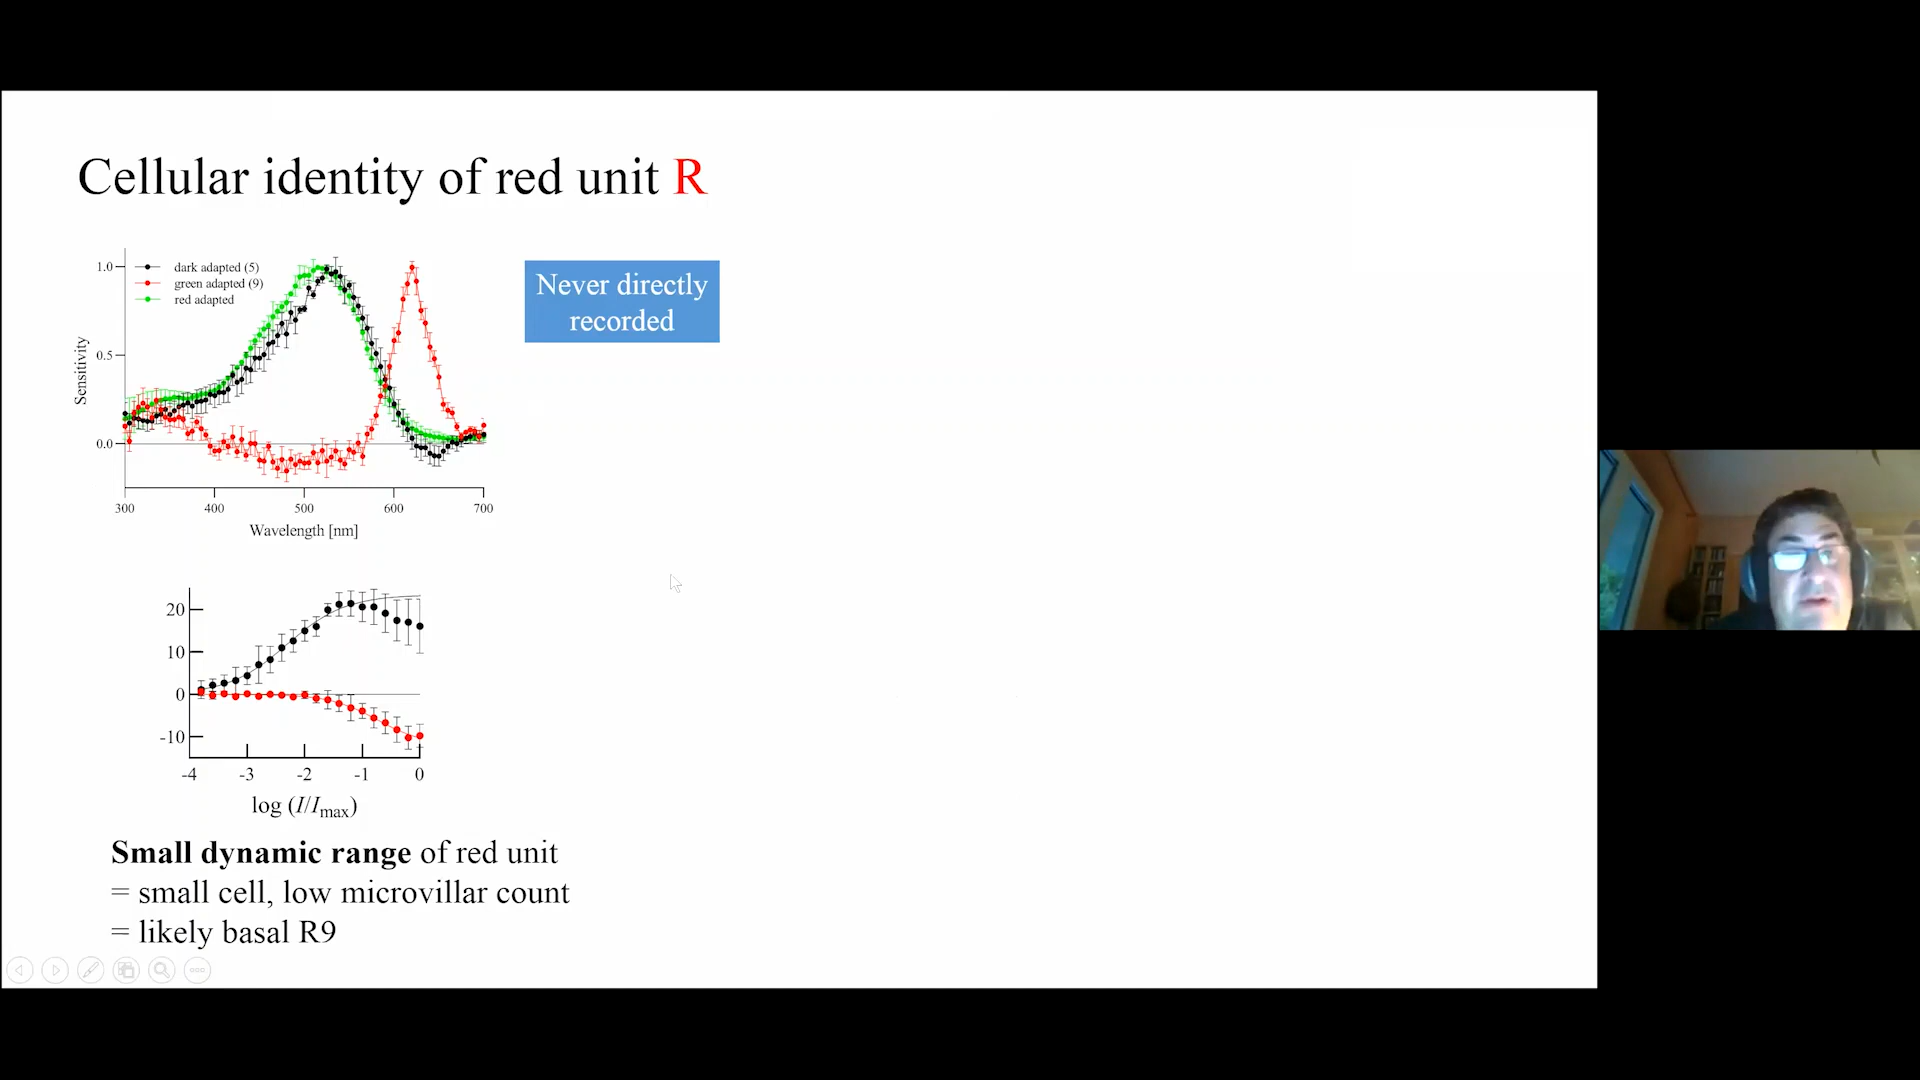 Cellular identity of red unit R
dark adapted (5)
green adapted (9)
red adapted
Never directly
recorded
1.0
0.5
0.0
Sensitivity
300 400 500 600 700
Wavelength [nm]
20
10
0
-10
-4 -3 -2 -1 0
log (I/Imax)
Small dynamic range of red unit
= small cell, low microvillar count
= likely basal R9